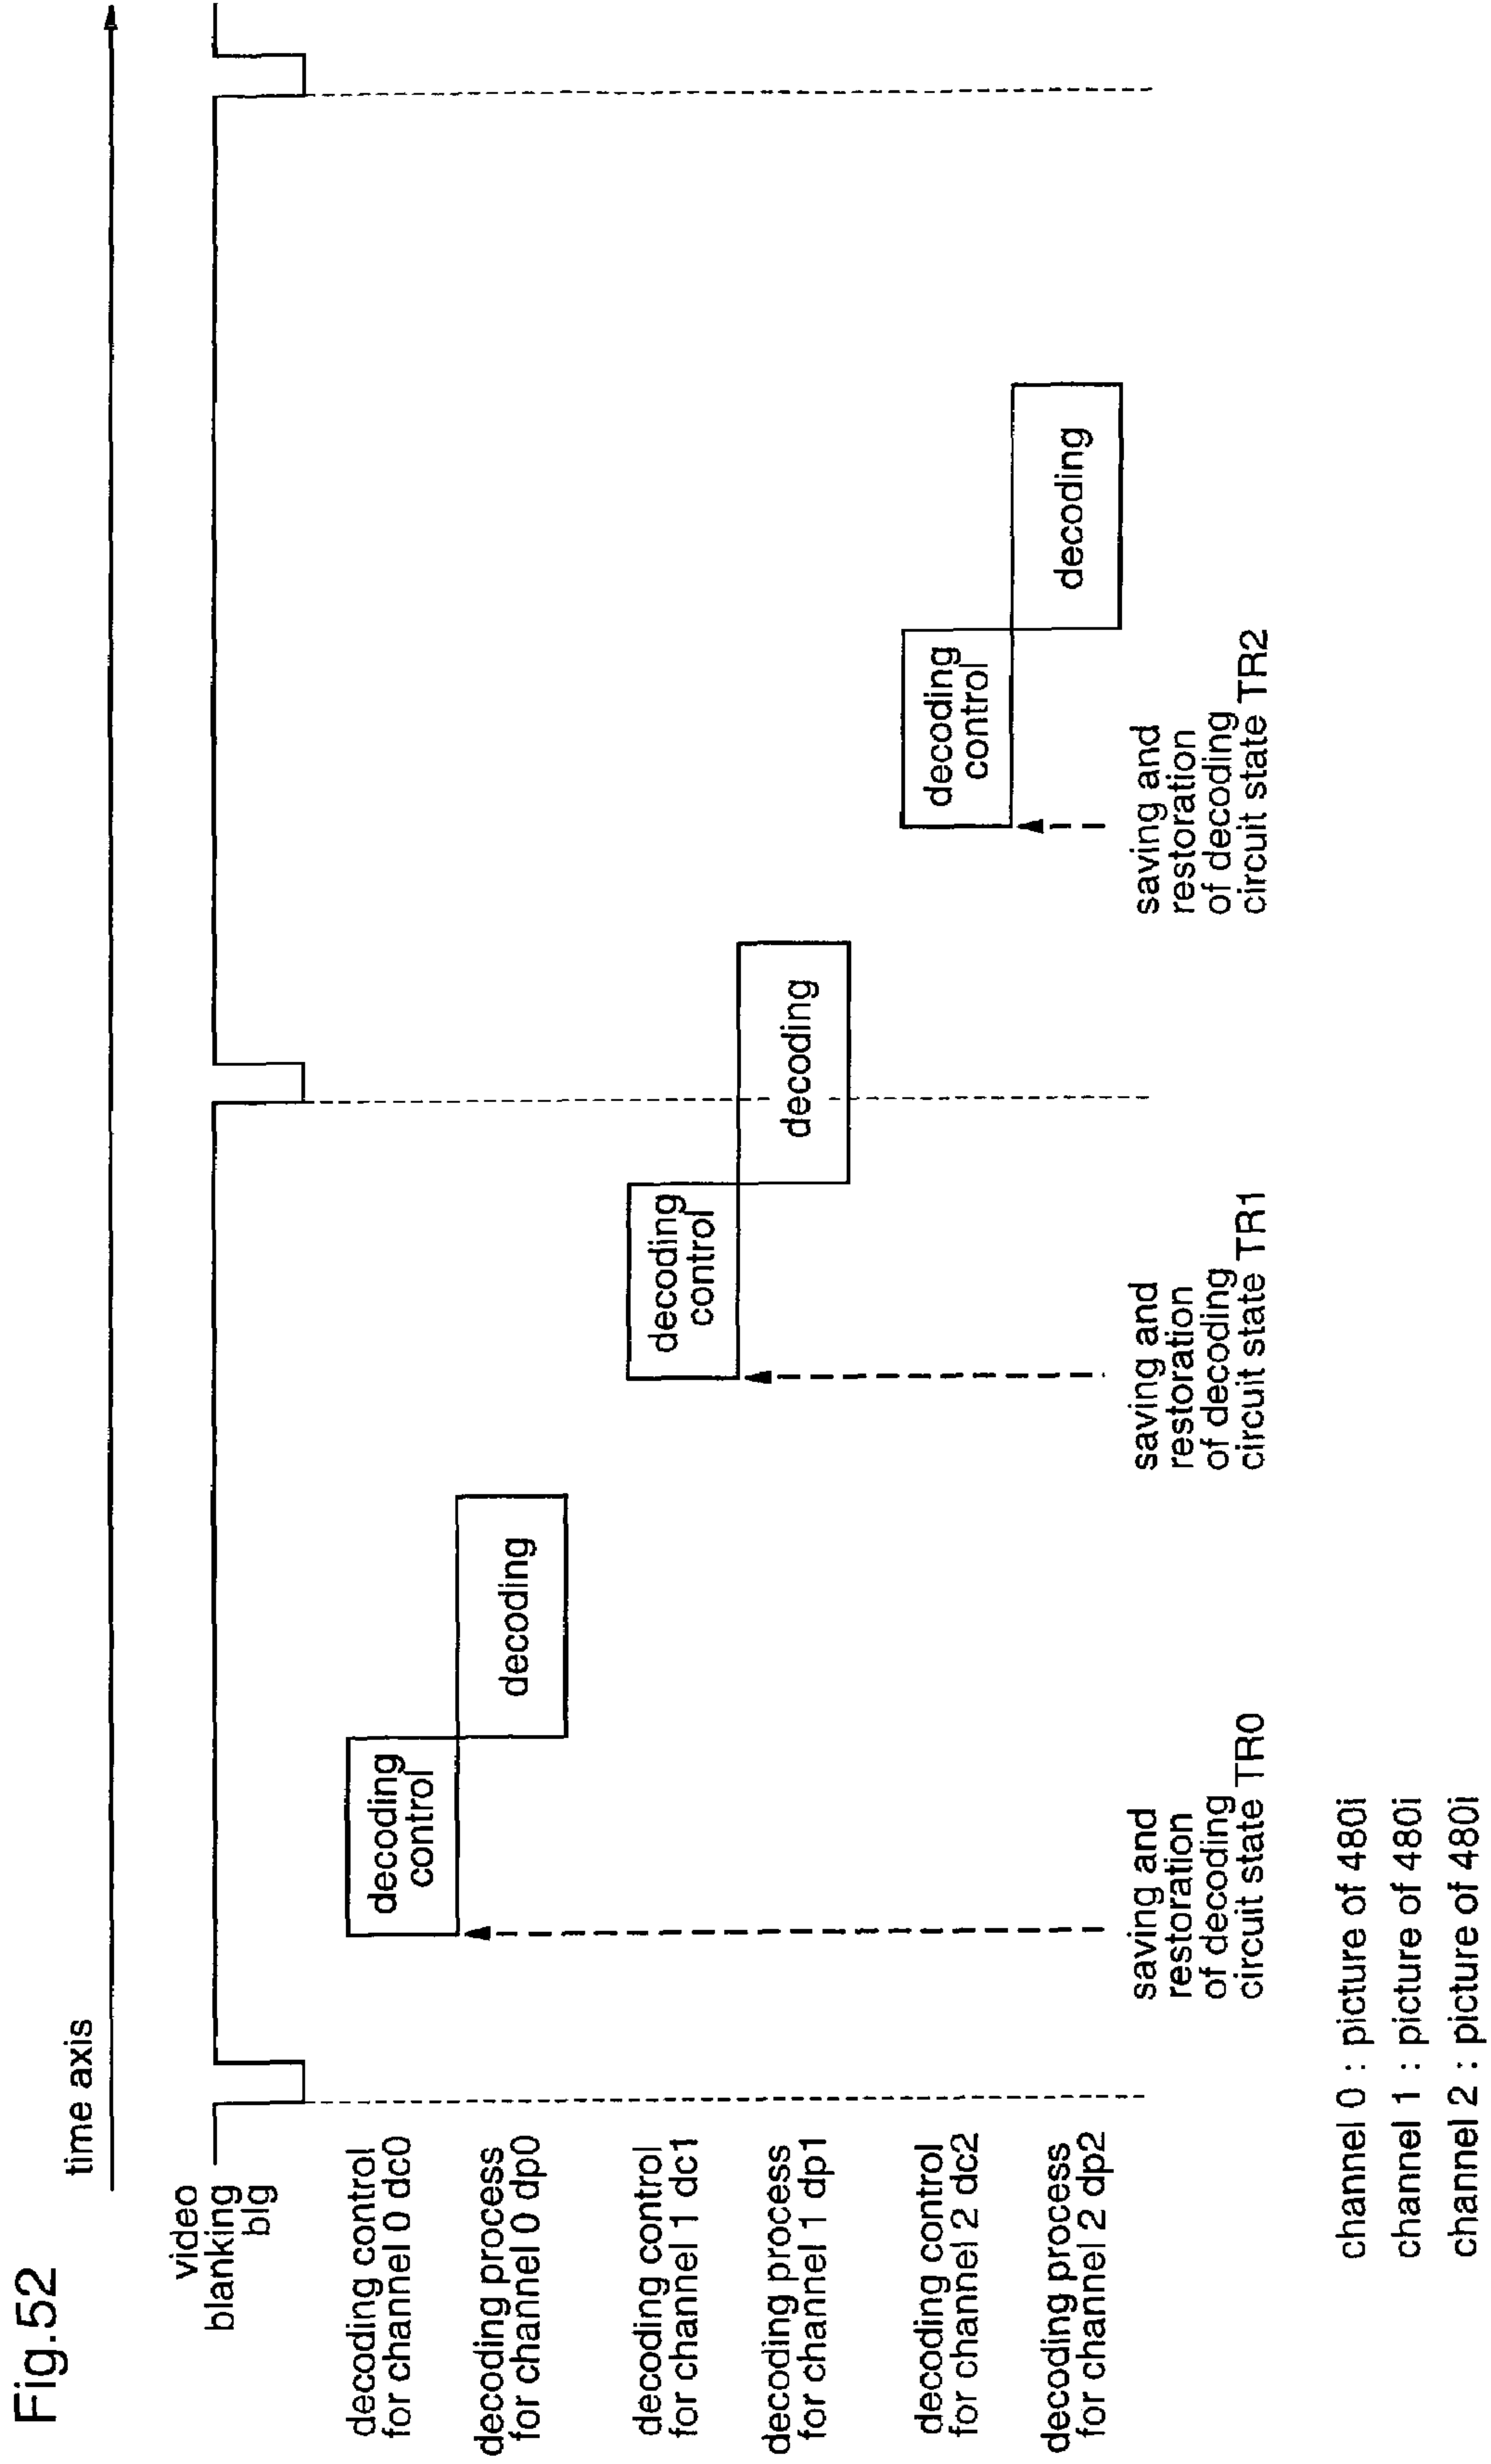 Fig.52
time axis
video
blanking
blg
decoding control
for channel 0 dc0
decoding
control
decoding process
for channel 0 dp0
decoding
decoding control
for channel 1 dc1
decoding
control
decoding process
for channel 1 dp1
decoding
decoding control
for channel 2 dc2
decoding
control
decoding process
for channel 2 dp2
decoding
saving and
restoration
of decoding
circuit state TR0
saving and
restoration
of decoding
circuit state TR1
saving and
restoration
of decoding
circuit state TR2
channel 0 : picture of 480i
channel 1 : picture of 480i
channel 2 : picture of 480i